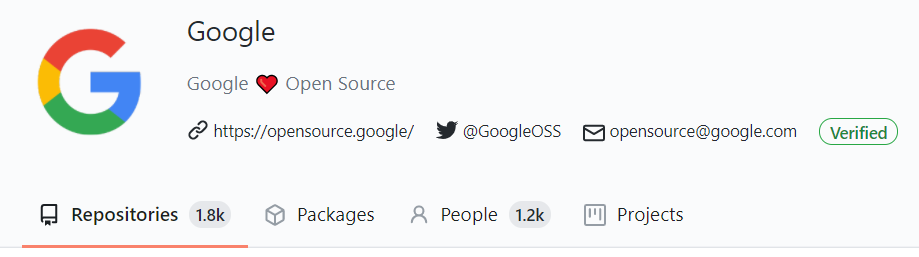 Google
Google ❤️ Open Source
https://opensource.google/ @GoogleOSS opensource@google.com Verified
Repositories 1.8k Packages People 1.2k Projects